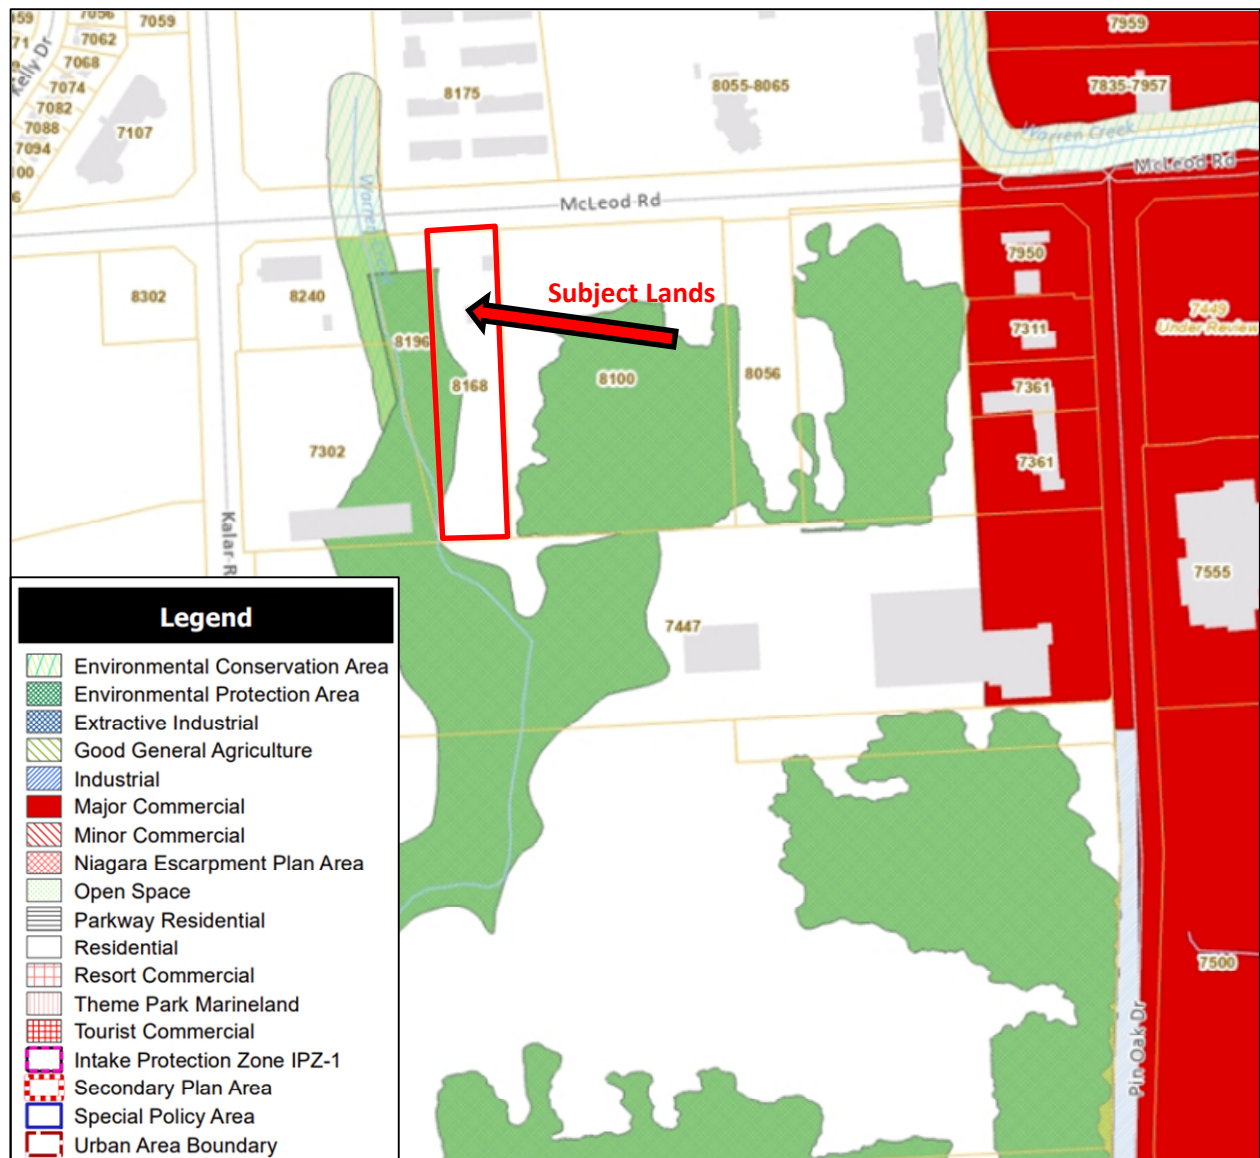 7056
7059
7959
7062
Kelly Dr
7068
7074
7835-7957
8175
8055-8065
7082
7088
7107
Warren Creek
7094
McLeod Rd
McLeod Rd
Warren Creek
7950
8302
8240
Subject Lands
7449
Under Review
7311
8196
8168
8100
8056
7361
7302
7361
Kalar R
7555
7447
Legend
Environmental Conservation Area
Environmental Protection Area
Extractive Industrial
Good General Agriculture
Industrial
Major Commercial
Minor Commercial
Niagara Escarpment Plan Area
Open Space
Parkway Residential
Residential
Resort Commercial
Theme Park Marineland
Tourist Commercial
Intake Protection Zone IPZ-1
Secondary Plan Area
Special Policy Area
Urban Area Boundary
7500
Pin Oak Dr